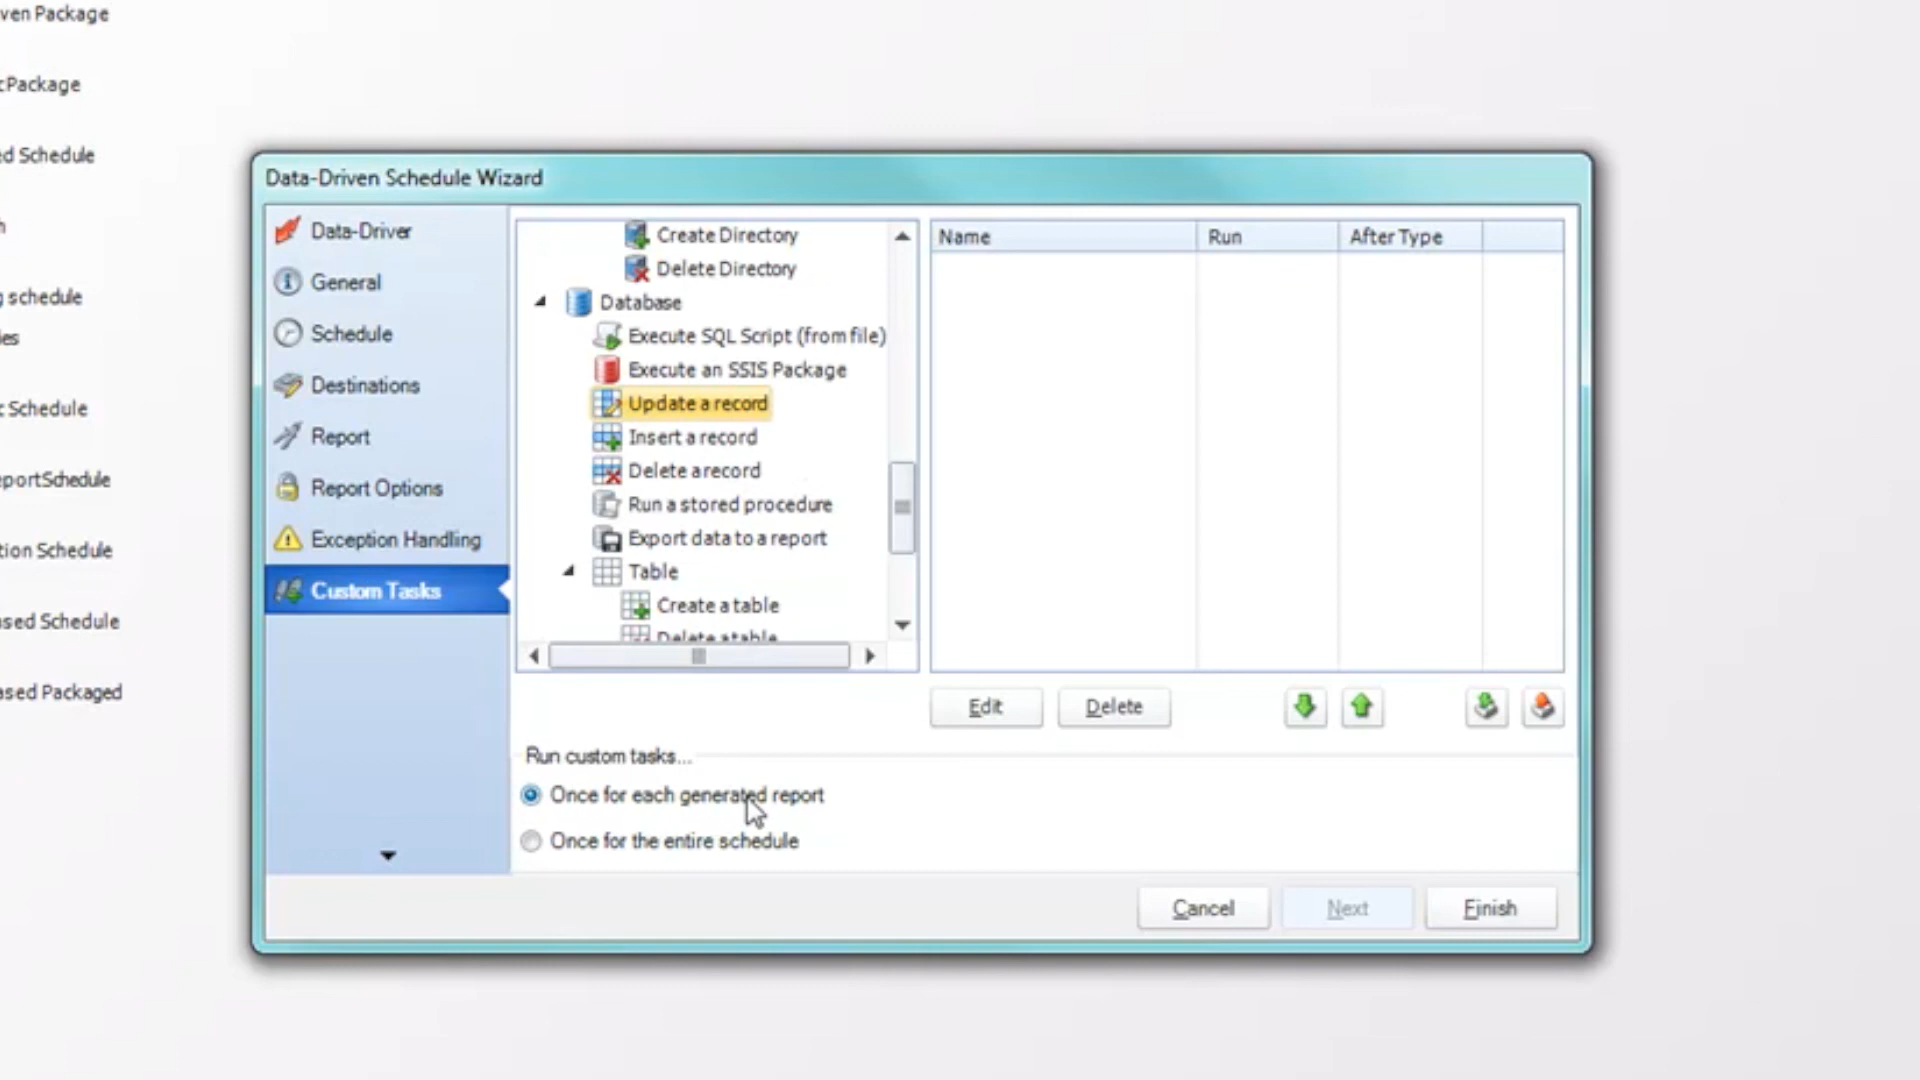 ven Package
Package
ed Schedule
schedule
Schedule
portSchedule
tion Schedule
sed Schedule
ased Packaged
Data-Driven Schedule Wizard
Data-Driver
General
Schedule
Destinations
Report
Report Options
Exception Handling
Custom Tasks
Create Directory
Delete Directory
Database
Execute SQL Script (from file)
Execute an SSIS Package
Update a record
Insert a record
Delete a record
Run a stored procedure
Export data to a report
Table
Create a table
Delete a table
Name Run After Type
Edit Delete
Run custom tasks...
Once for each generated report
Once for the entire schedule
Cancel Next Finish